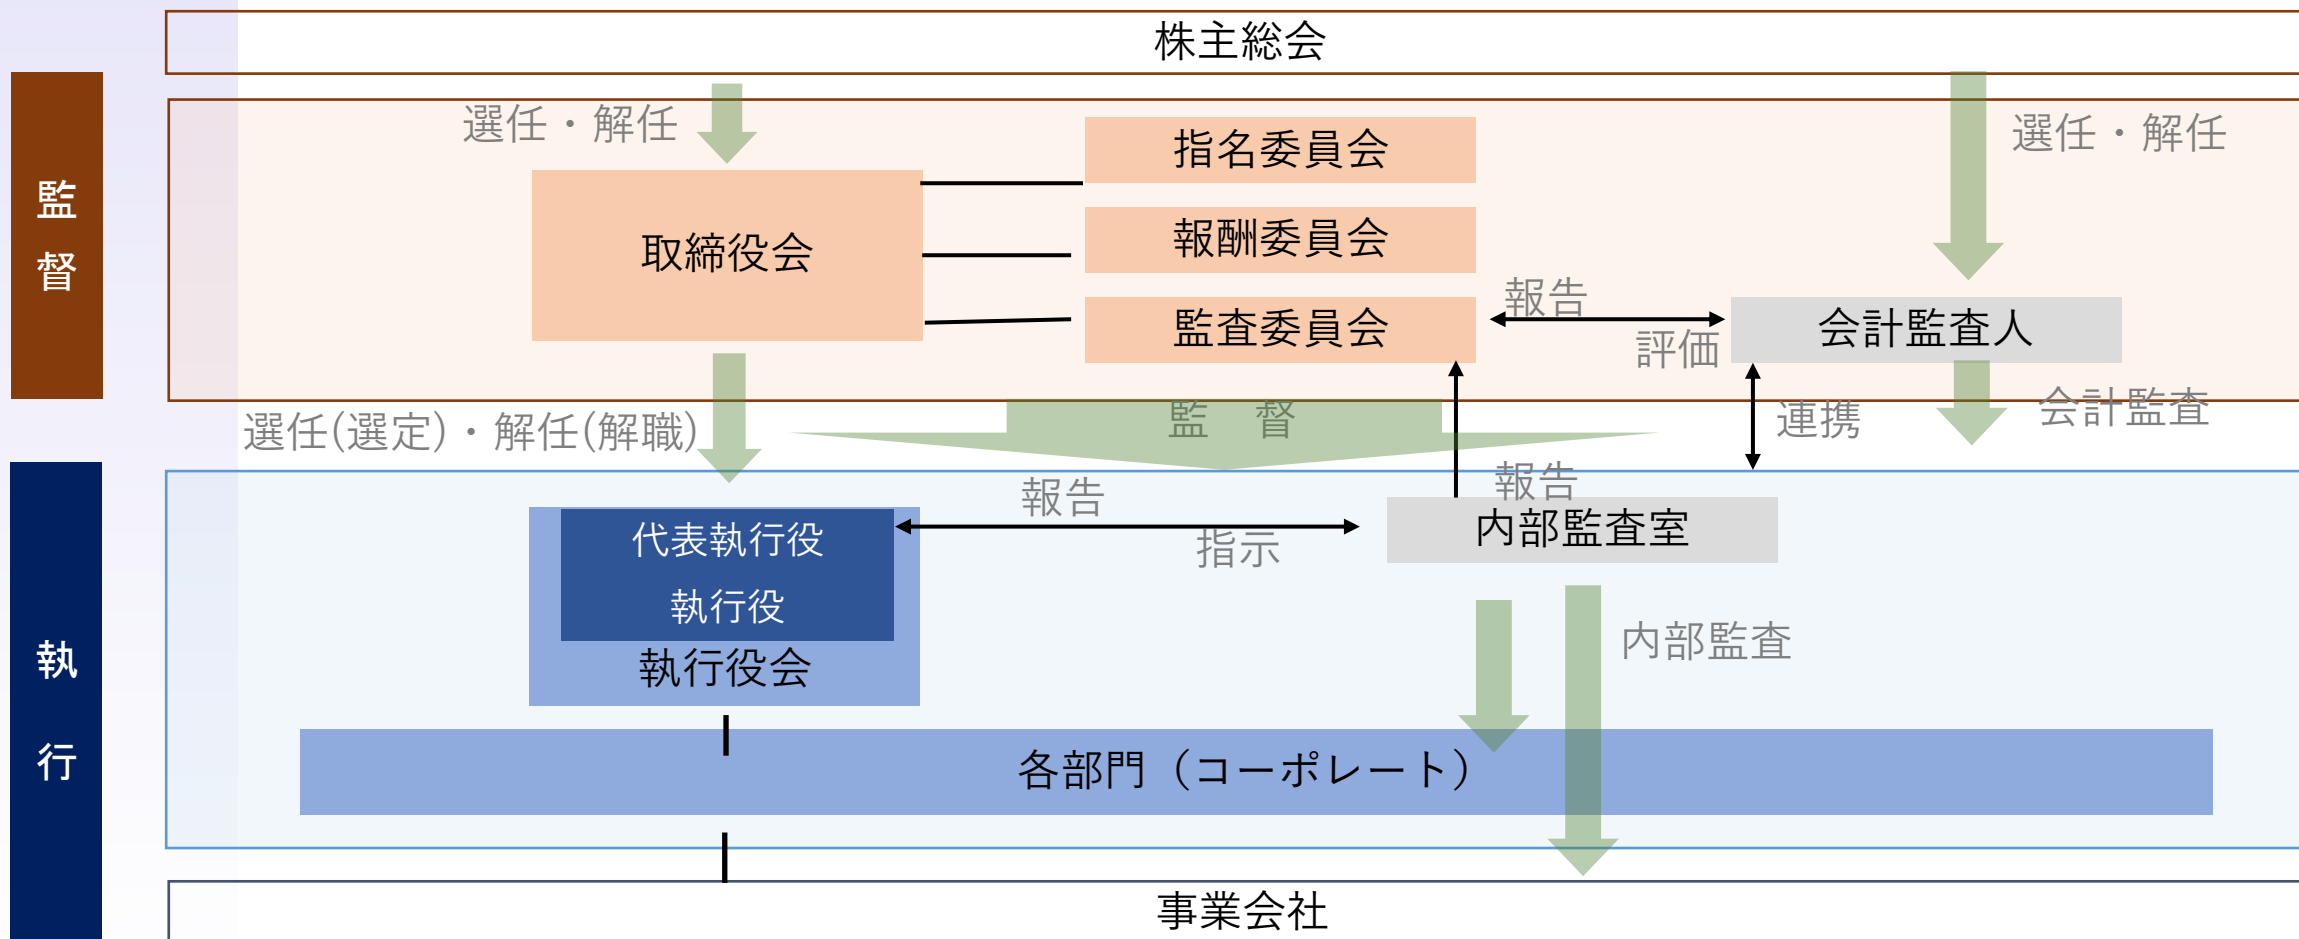 株主総会
監
督
選任・解任
選任・解任
指名委員会
取締役会
報酬委員会
監査委員会
報告
評価
会計監査人
選任(選定)・解任(解職)
監　督
連携
会計監査
執
行
報告
指示
報告
内部監査室
代表執行役
執行役
執行役会
内部監査
各部門（コーポレート）
事業会社